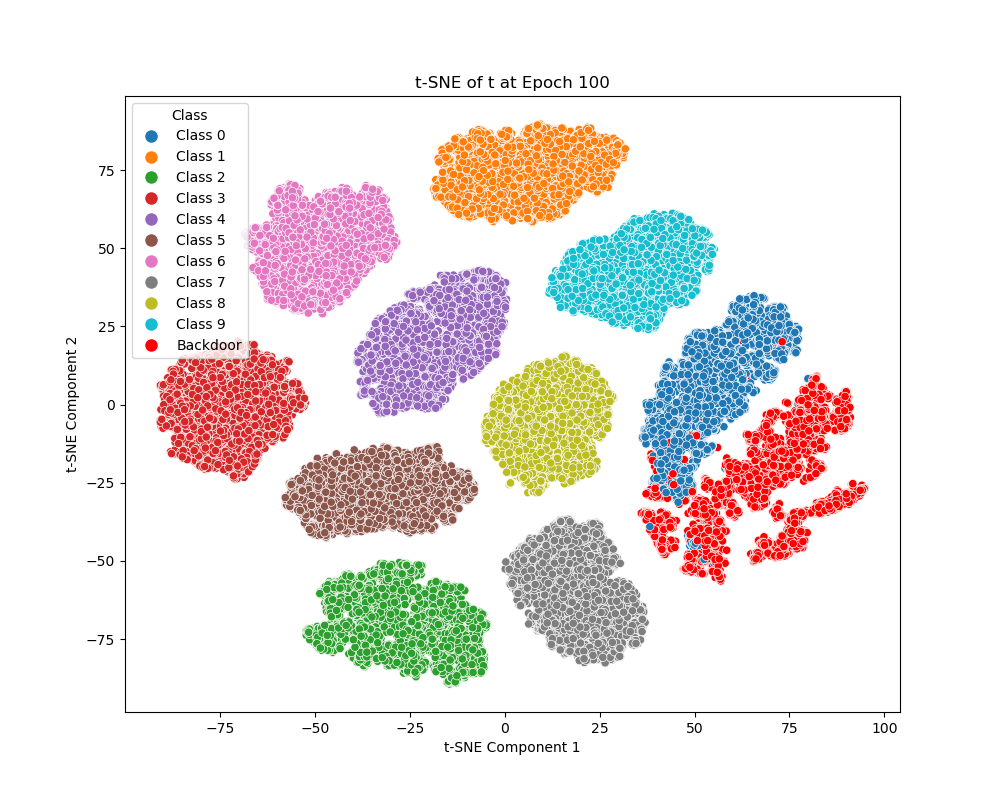 t-SNE of t at Epoch 100
Class
Class 0
Class 1
Class 2
Class 3
Class 4
Class 5
Class 6
Class 7
Class 8
Class 9
Backdoor
t-SNE Component 2
75
50
25
0
−25
−50
−75
−75 −50 −25 0 25 50 75 100
t-SNE Component 1